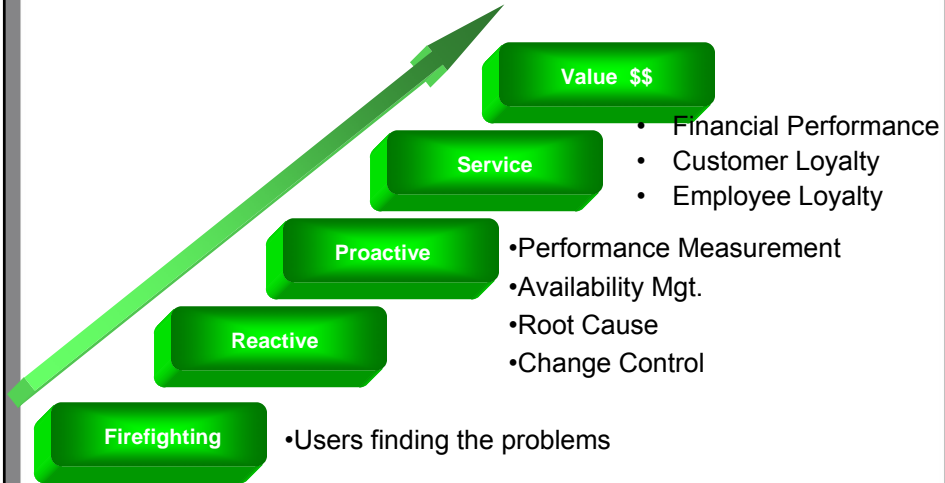 Value $$
• Financial Performance
• Customer Loyalty
• Employee Loyalty
Service
Proactive
•Performance Measurement
•Availability Mgt.
•Root Cause
•Change Control
Reactive
Firefighting
•Users finding the problems